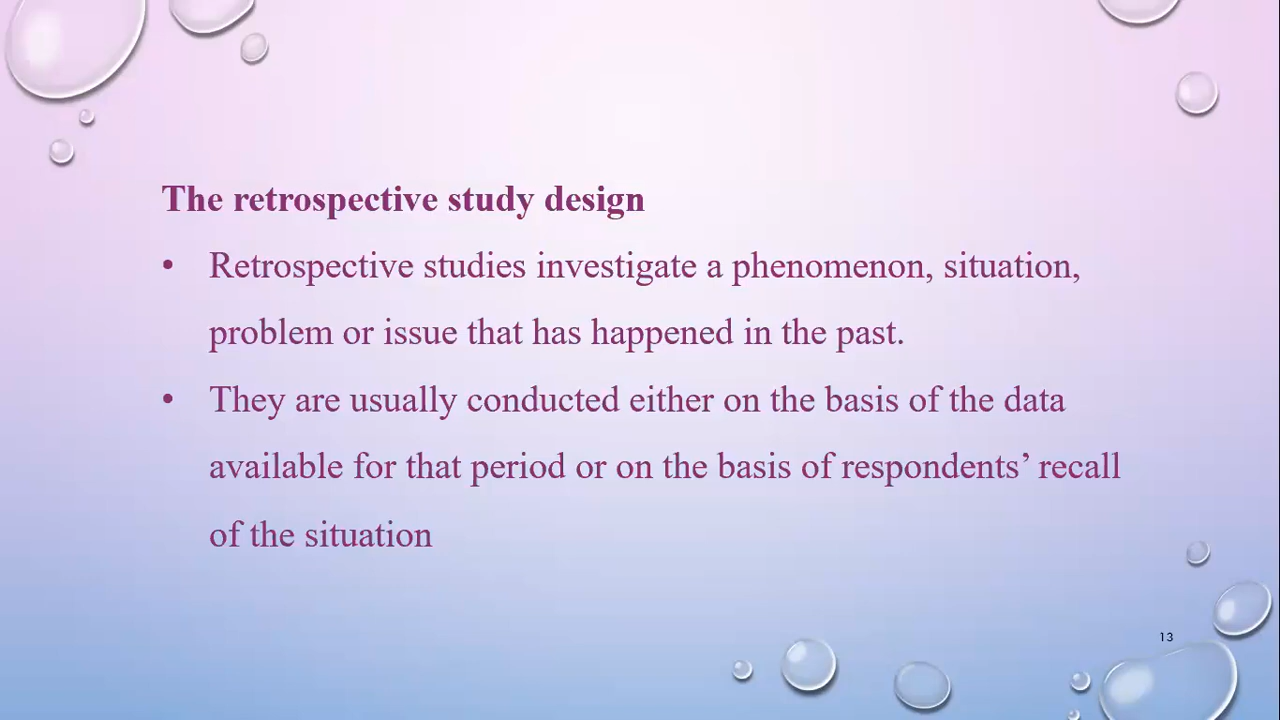 The retrospective study design
• Retrospective studies investigate a phenomenon, situation,
problem or issue that has happened in the past.
• They are usually conducted either on the basis of the data
available for that period or on the basis of respondents’ recall
of the situation
13